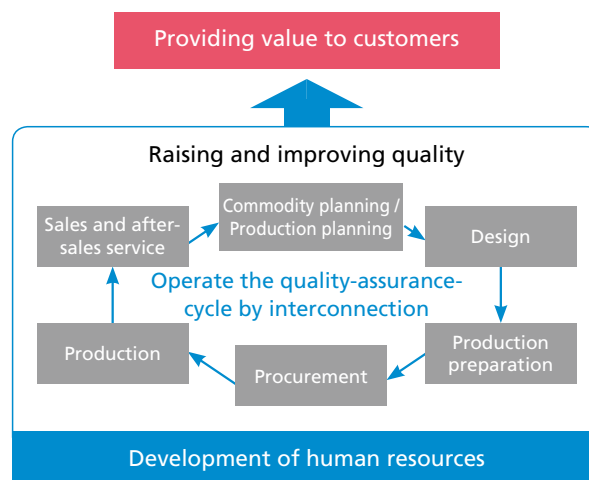 Providing value to customers
Raising and improving quality
Commodity planning /
Production planning
Sales and after-
sales service
Design
Operate the quality-assurance-
cycle by interconnection
Production
Procurement
Production
preparation
Development of human resources